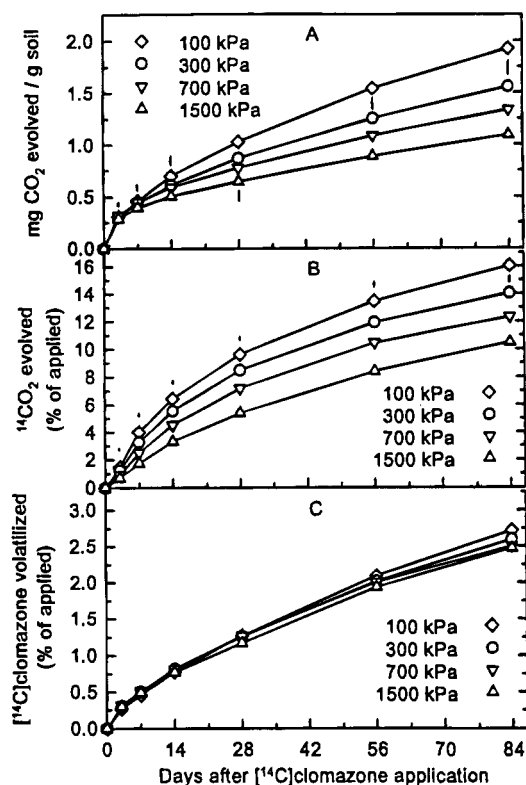 A
100 kPa
300 kPa
700 kPa
1500 kPa
mg CO₂ evolved / g soil
2.0
1.5
1.0
0.5
0.0
B
¹⁴CO₂ evolved
(% of applied)
16
14
12
10
8
6
4
2
0
100 kPa
300 kPa
700 kPa
1500 kPa
C
[¹⁴C]clomazone volatilized
(% of applied)
3.0
2.5
2.0
1.5
1.0
0.5
0.0
100 kPa
300 kPa
700 kPa
1500 kPa
0 14 28 42 56 70 84
Days after [¹⁴C]clomazone application